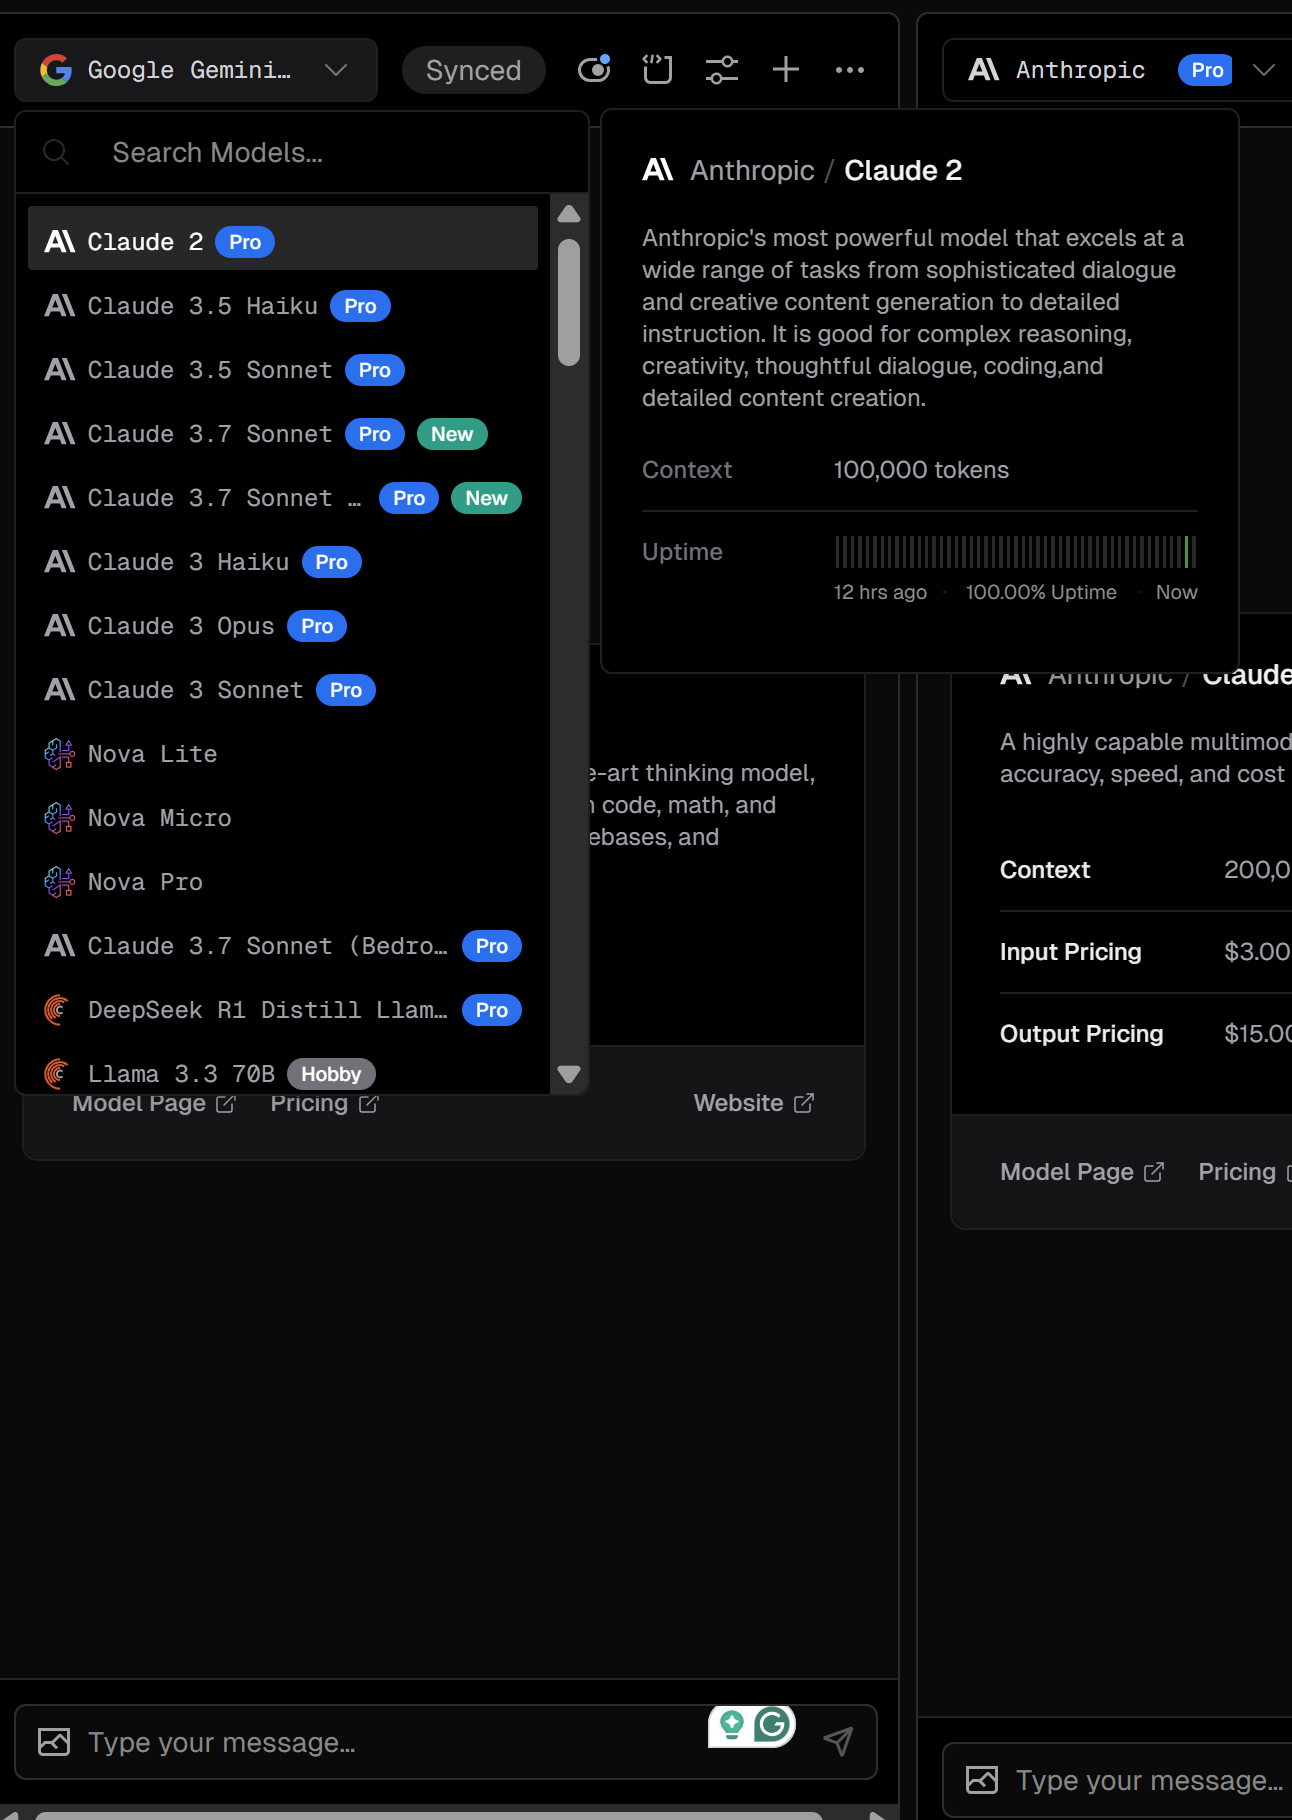 Google Gemini...
Synced
Anthropic Pro
Search Models...
Claude 2 Pro
Claude 3.5 Haiku Pro
Claude 3.5 Sonnet Pro
Claude 3.7 Sonnet Pro New
Claude 3.7 Sonnet ... Pro New
Claude 3 Haiku Pro
Claude 3 Opus Pro
Claude 3 Sonnet Pro
Nova Lite
Nova Micro
Nova Pro
Claude 3.7 Sonnet (Bedro... Pro
DeepSeek R1 Distill Llam... Pro
Llama 3.3 70B Hobby
Anthropic / Claude 2
Anthropic's most powerful model that excels at a
wide range of tasks from sophisticated dialogue
and creative content generation to detailed
instruction. It is good for complex reasoning,
creativity, thoughtful dialogue, coding,and
detailed content creation.
Context 100,000 tokens
Uptime
12 hrs ago · 100.00% Uptime · Now
e-art thinking model,
n code, math, and
ebases, and
Model Page Pricing Website
Type your message...
Anthropic / Claude
A highly capable multimod
accuracy, speed, and cost
Context 200,0
Input Pricing $3.00
Output Pricing $15.00
Model Page Pricing
Type your message...